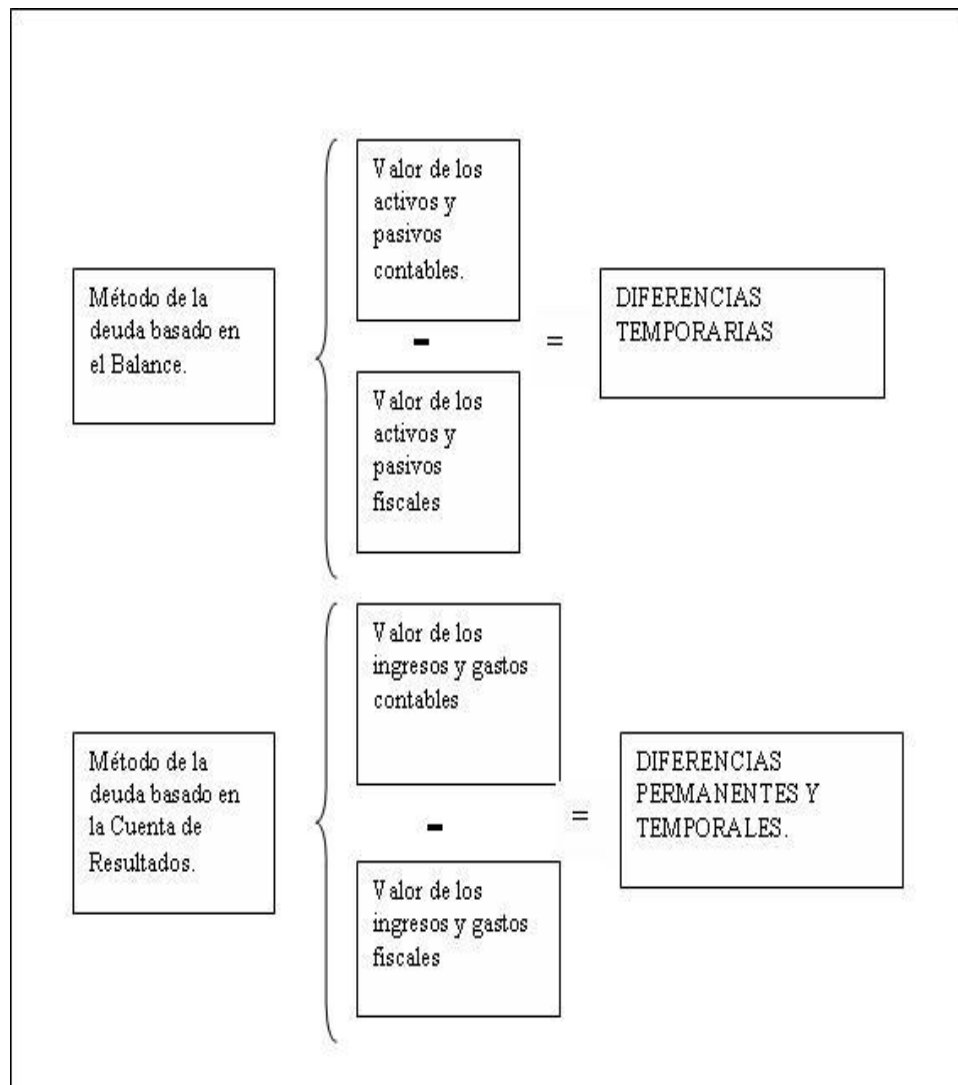 Método de la
deuda basado en
el Balance.
Valor de los
activos y
pasivos
contables.
-
Valor de los
activos y
pasivos
fiscales
=
DIFERENCIAS
TEMPORARIAS
Método de la
deuda basado en
la Cuenta de
Resultados.
Valor de los
ingresos y gastos
contables
-
Valor de los
ingresos y gastos
fiscales
=
DIFERENCIAS
PERMANENTES Y
TEMPORALES.